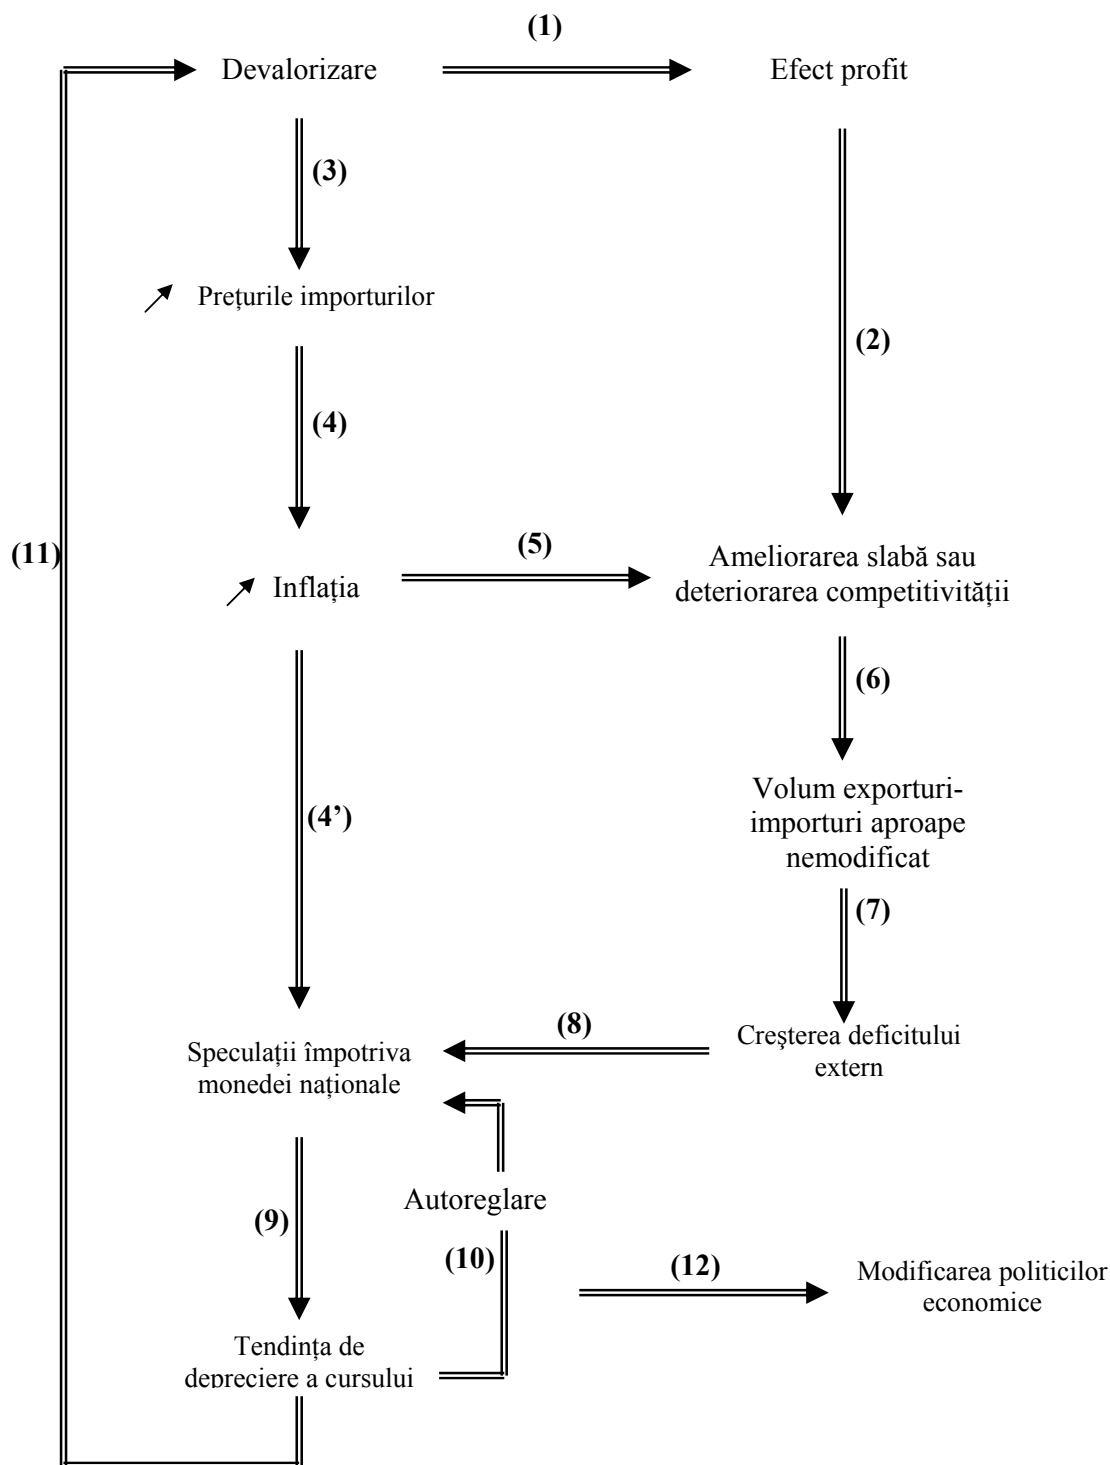 (1)
Devalorizare
Efect profit
(3)
Prețurile importurilor
(2)
(4)
(11)
(5)
Inflația
Ameliorarea slabă sau
deteriorarea competitivității
(6)
(4’)
Volum exporturi-
importuri aproape
nemodificat
(7)
(8)
Creşterea deficitului
extern
Speculații împotriva
monedei naționale
Autoreglare
(9)
(10)
(12)
Modificarea politicilor
economice
Tendința de
depreciere a cursului